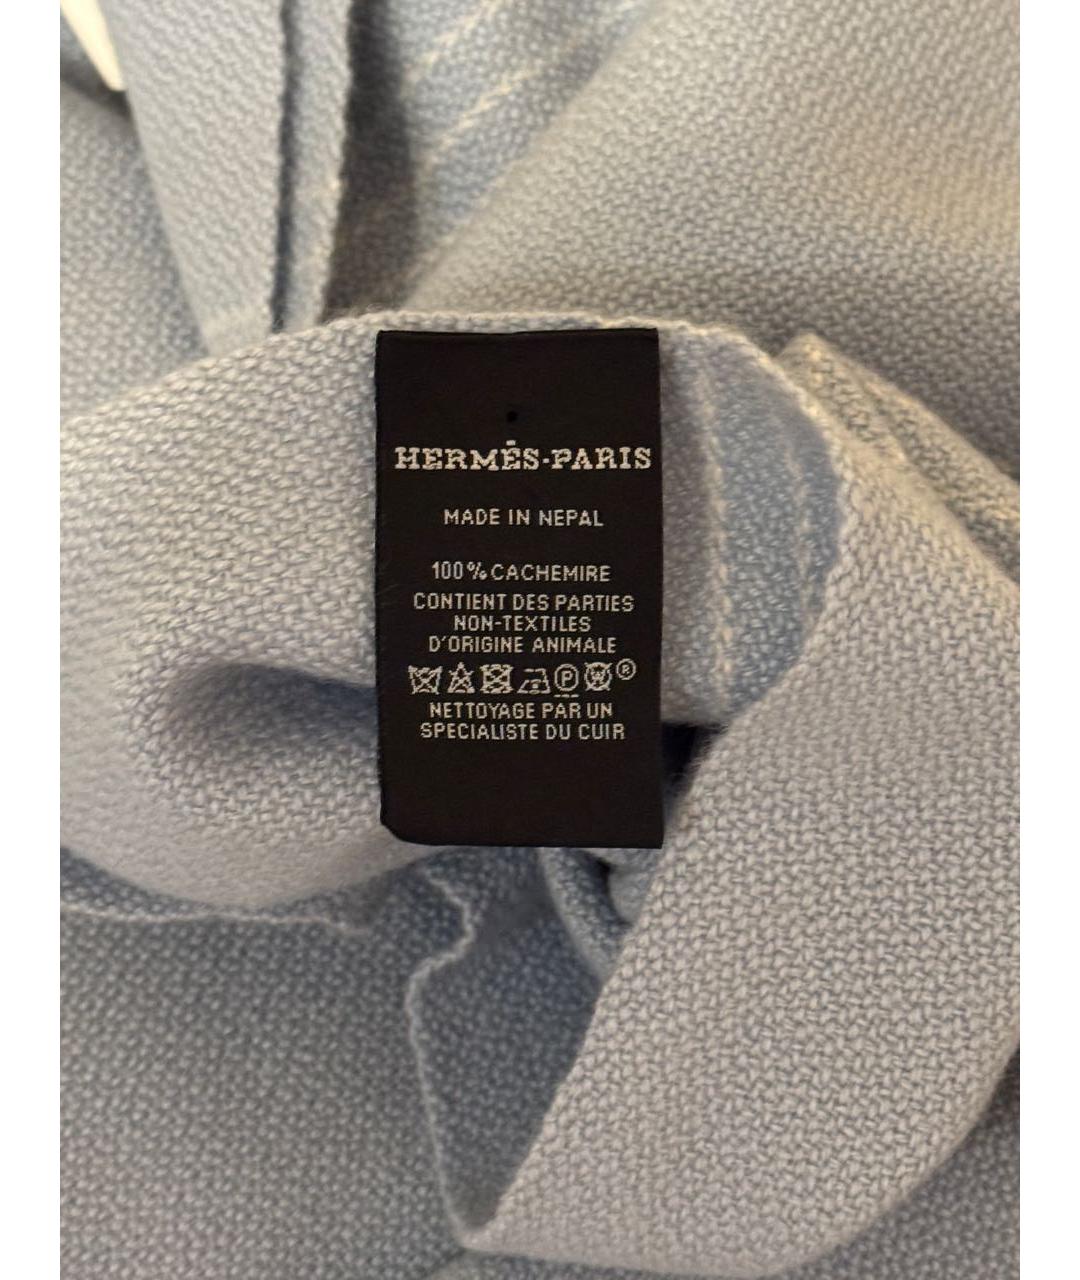 HERMÈS-PARIS
MADE IN NEPAL
100% CACHEMIRE
CONTIENT DES PARTIES
NON-TEXTILES
D'ORIGINE ANIMALE
P W ®
NETTOYAGE PAR UN
SPECIALISTE DU CUIR